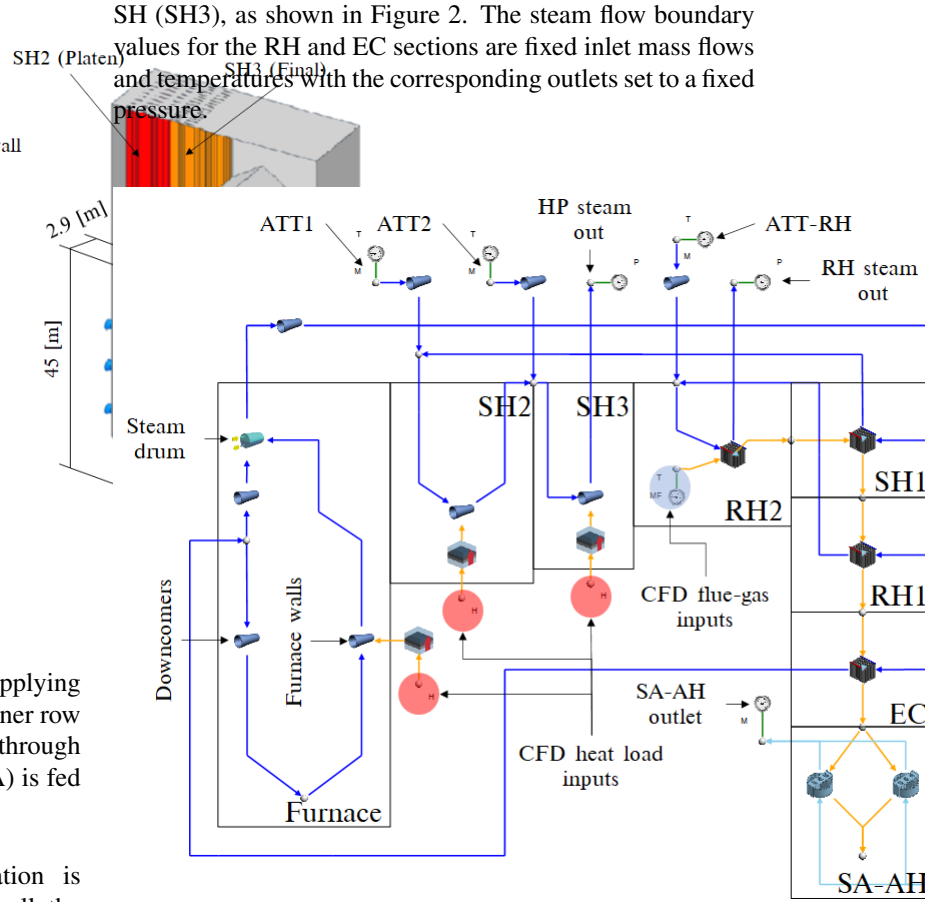 SH (SH3), as shown in Figure 2. The steam flow boundary
values for the RH and EC sections are fixed inlet mass flows
and temperatures with the corresponding outlets set to a fixed
pressure.
SH2 (Platen)
SH3 (Final)
all
2.9 [m]
45 [m]
ATT1
ATT2
HP steam
out
ATT-RH
RH steam
out
T
M
T
M
P
T
M
P
Steam
drum
SH2
SH3
SH1
RH2
T
MF
RH1
Downcomers
Furnace walls
H
H
H
CFD flue-gas
inputs
SA-AH
outlet
M
EC
CFD heat load
inputs
Furnace
SA-AH
pplying
ner row
through
A) is fed
ation is